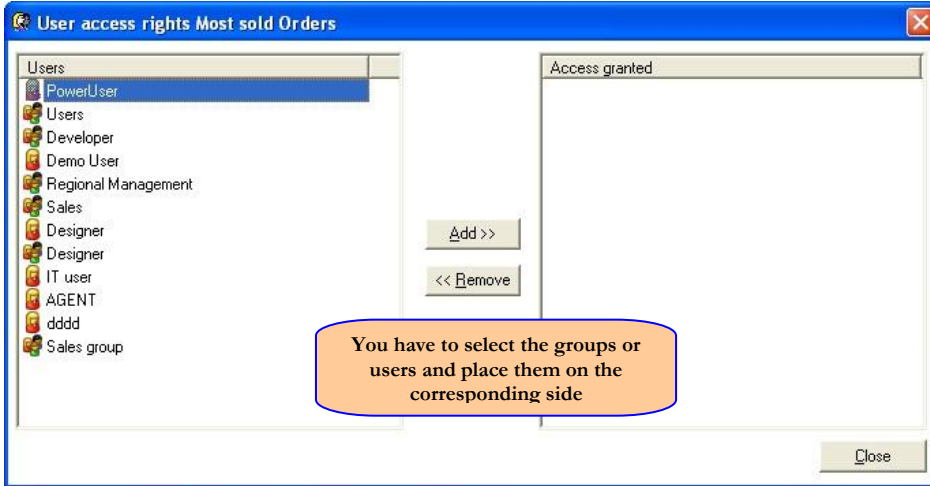 User access rights Most sold Orders
Users
Access granted
PowerUser
Users
Developer
Demo User
Regional Management
Sales
Designer
Designer
IT user
AGENT
dddd
Sales group
Add >>
<< Remove
You have to select the groups or
users and place them on the
corresponding side
Close